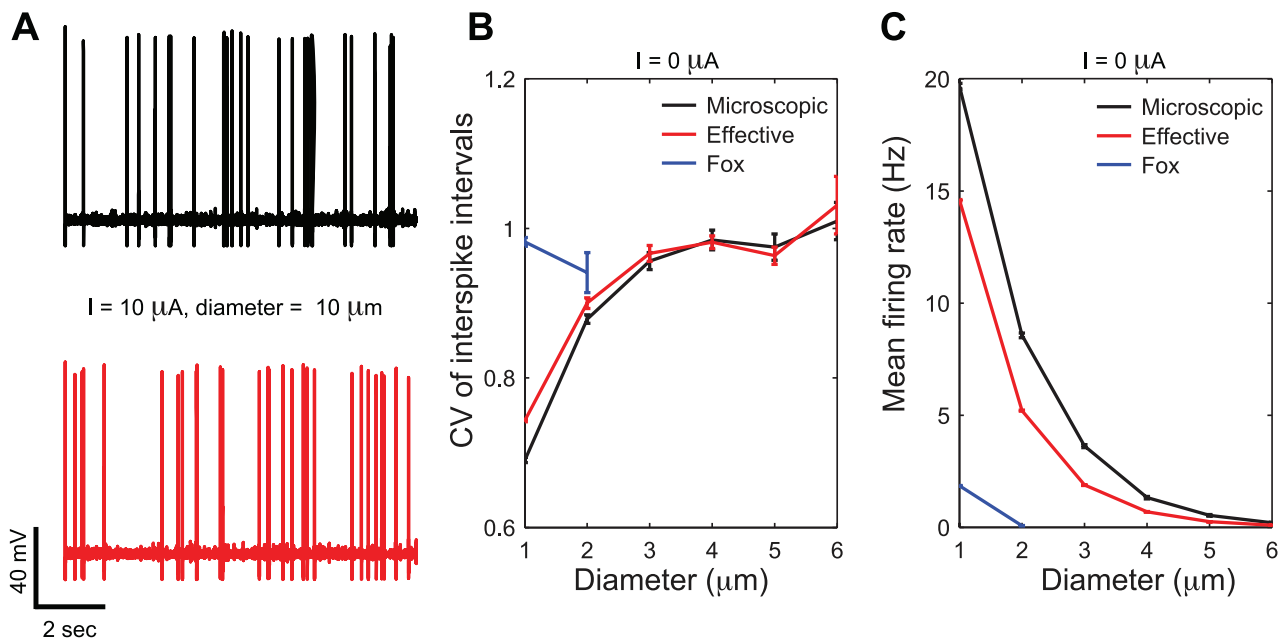 A
I = 10 μA, diameter = 10 μm
40 mV
2 sec
B
I = 0 μA
1.2
1
0.8
0.6
CV of interspike intervals
Microscopic
Effective
Fox
1 2 3 4 5 6
Diameter (μm)
C
I = 0 μA
20
15
10
5
0
Mean firing rate (Hz)
Microscopic
Effective
Fox
1 2 3 4 5 6
Diameter (μm)